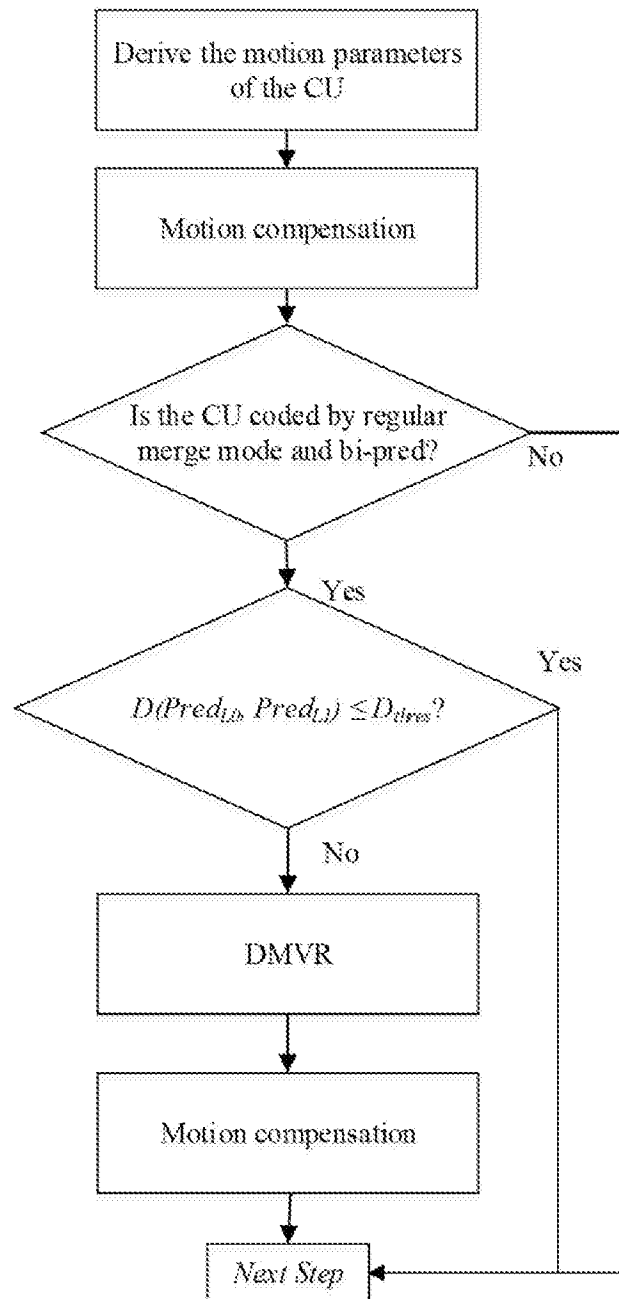 Derive the motion parameters
of the CU
Motion compensation
Is the CU coded by regular
merge mode and bi-pred?
No
Yes
Yes
D(Pred_L0, Pred_L1) ≤ D_thres?
No
DMVR
Motion compensation
Next Step